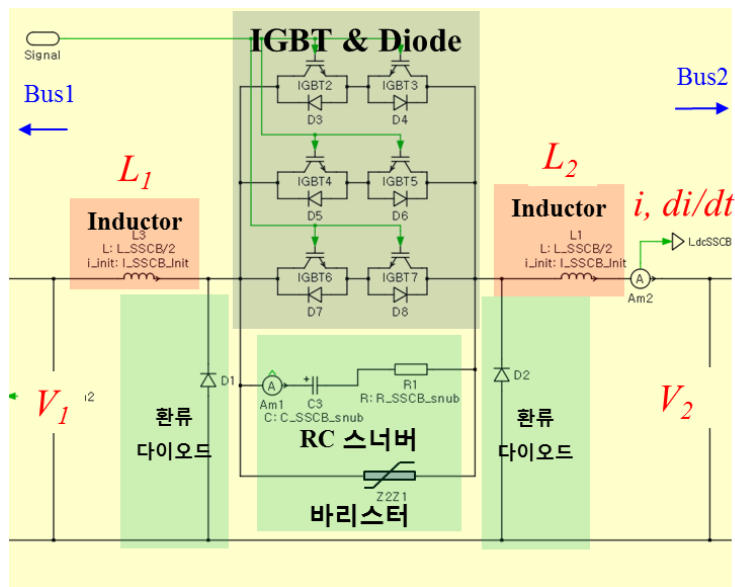 IGBT & Diode
Signal
IGBT2
IGBT3
D3
D4
Bus1
Bus2
IGBT4
IGBT5
D5
D6
L1
L2
i, di/dt
Inductor
L3
L: L_SSCB/2
i_init: I_SSCB_Init
Inductor
L1
L: L_SSCB/2
i_init: I_SSCB_Init
I_dcSSCB
A
Am2
IGBT6
IGBT7
D7
D8
D1
D2
A
Am1
+
C3
C: C_SSCB_snub
R1
R: R_SSCB_snub
V1
V2
환류
다이오드
RC 스너버
환류
다이오드
Z2Z1
바리스터